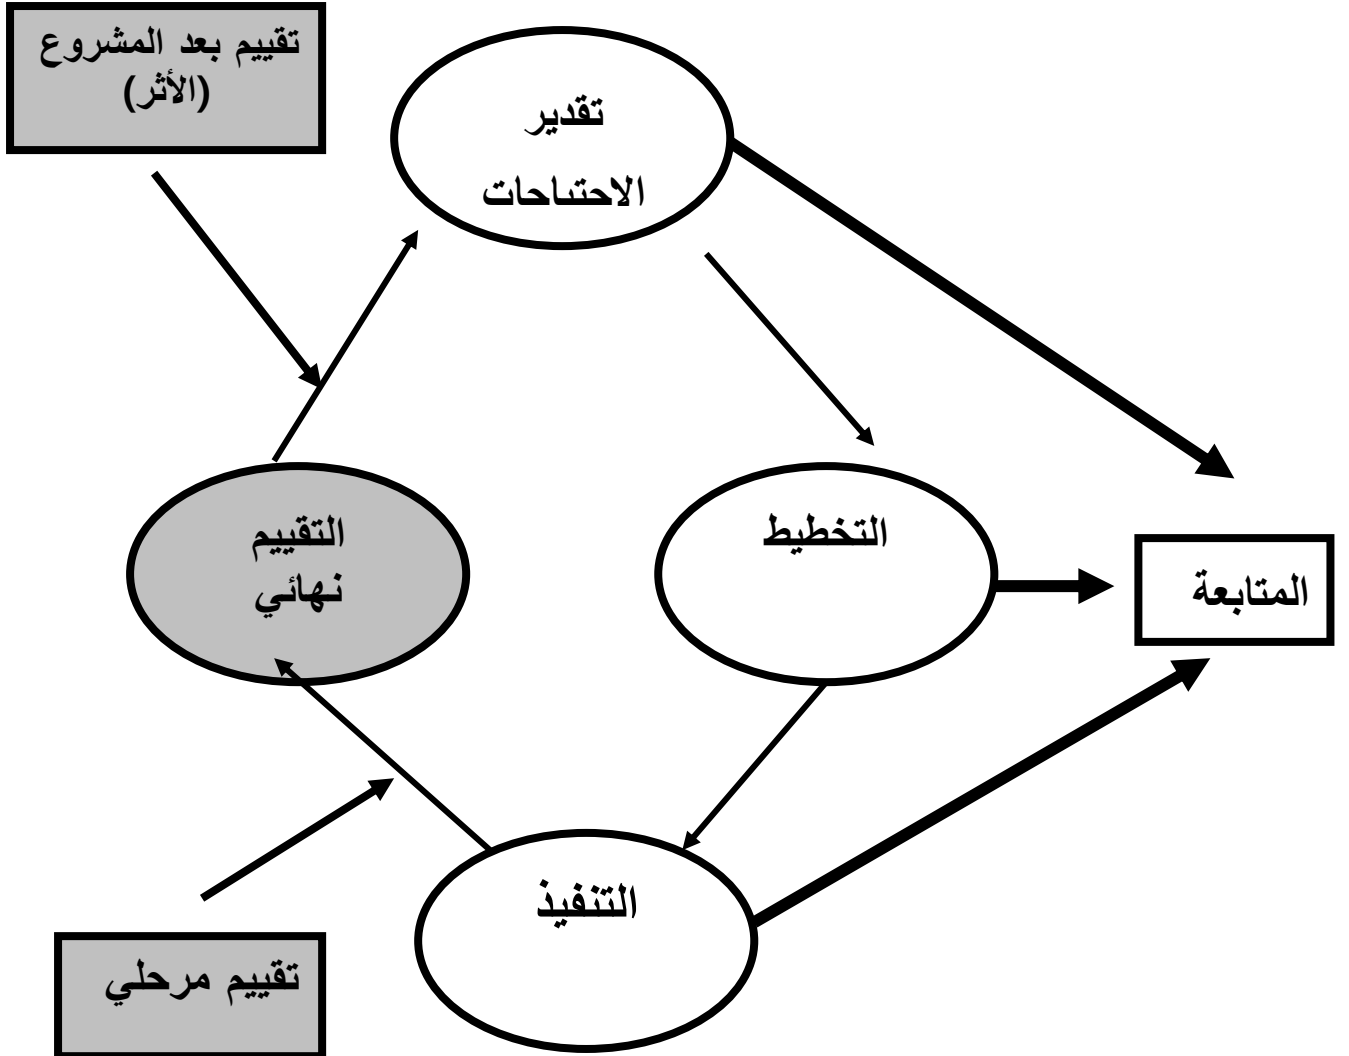 تقييم بعد المشروع
(الأثر)
تقدير
الاحتياجات
التقييم
نهائي
التخطيط
المتابعة
التنفيذ
تقييم مرحلي